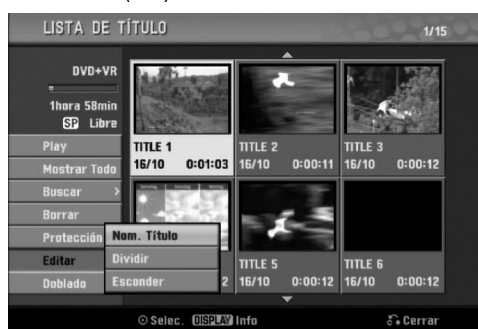 LISTA DE TÍTULO
1/15
DVD+VR
1hora 58min
SP Libre
Play
Mostrar Todo
Buscar >
Borrar
Protección
Editar
Doblado
Nom. Título
Dividir
Esconder
TITLE 1
16/10 0:01:03
TITLE 2
16/10 0:00:11
TITLE 3
16/10 0:00:12
2
TITLE 5
16/10 0:00:12
TITLE 6
16/10 0:00:12
Selec. DISPLAY Info
Cerrar